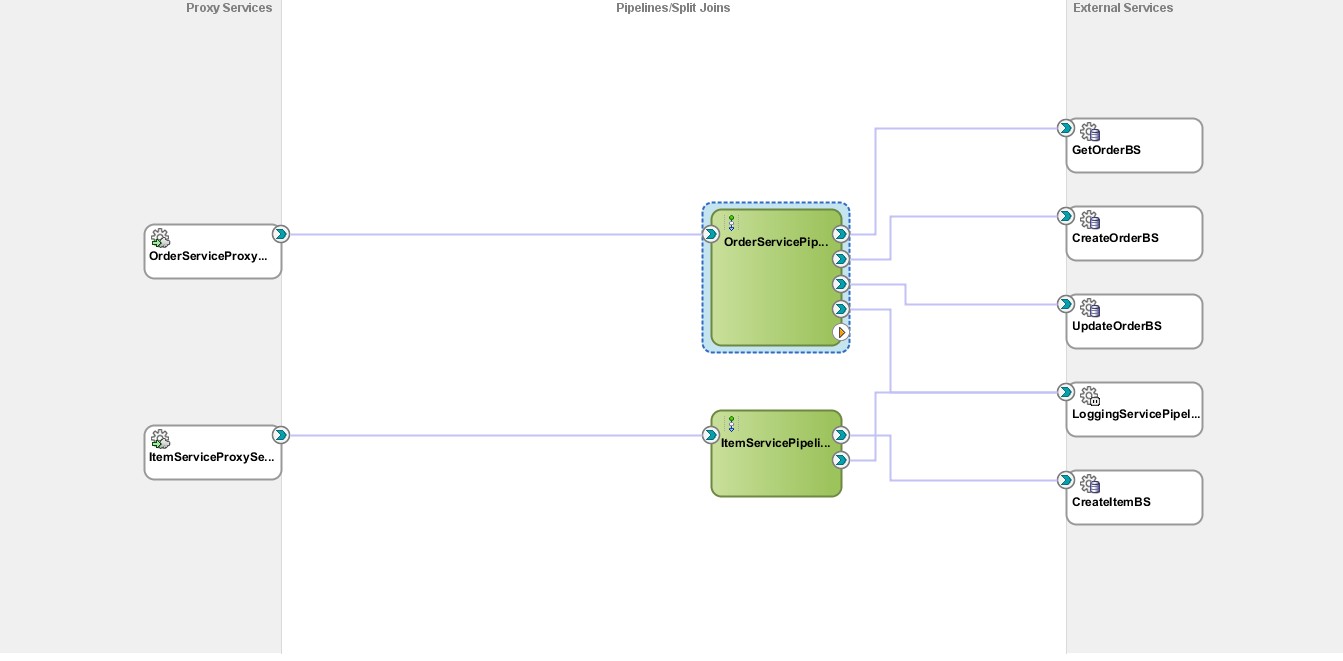 Proxy Services
Pipelines/Split Joins
External Services
GetOrderBS
CreateOrderBS
OrderServiceProxy...
OrderServicePip...
UpdateOrderBS
LoggingServicePipel...
ItemServiceProxySe...
ItemServicePipeli...
CreateItemBS